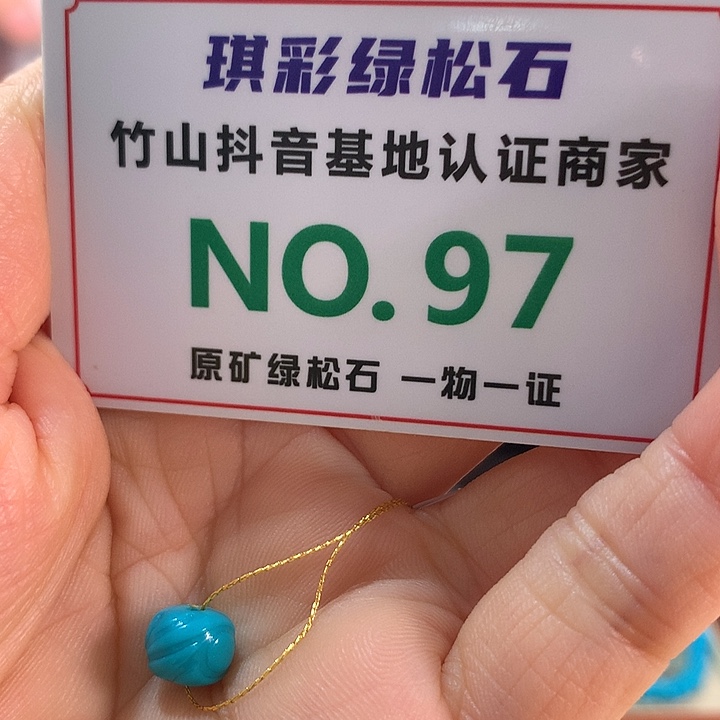 琪彩绿松石
竹山抖音基地认证商家
NO.97
原矿绿松石 一物一证